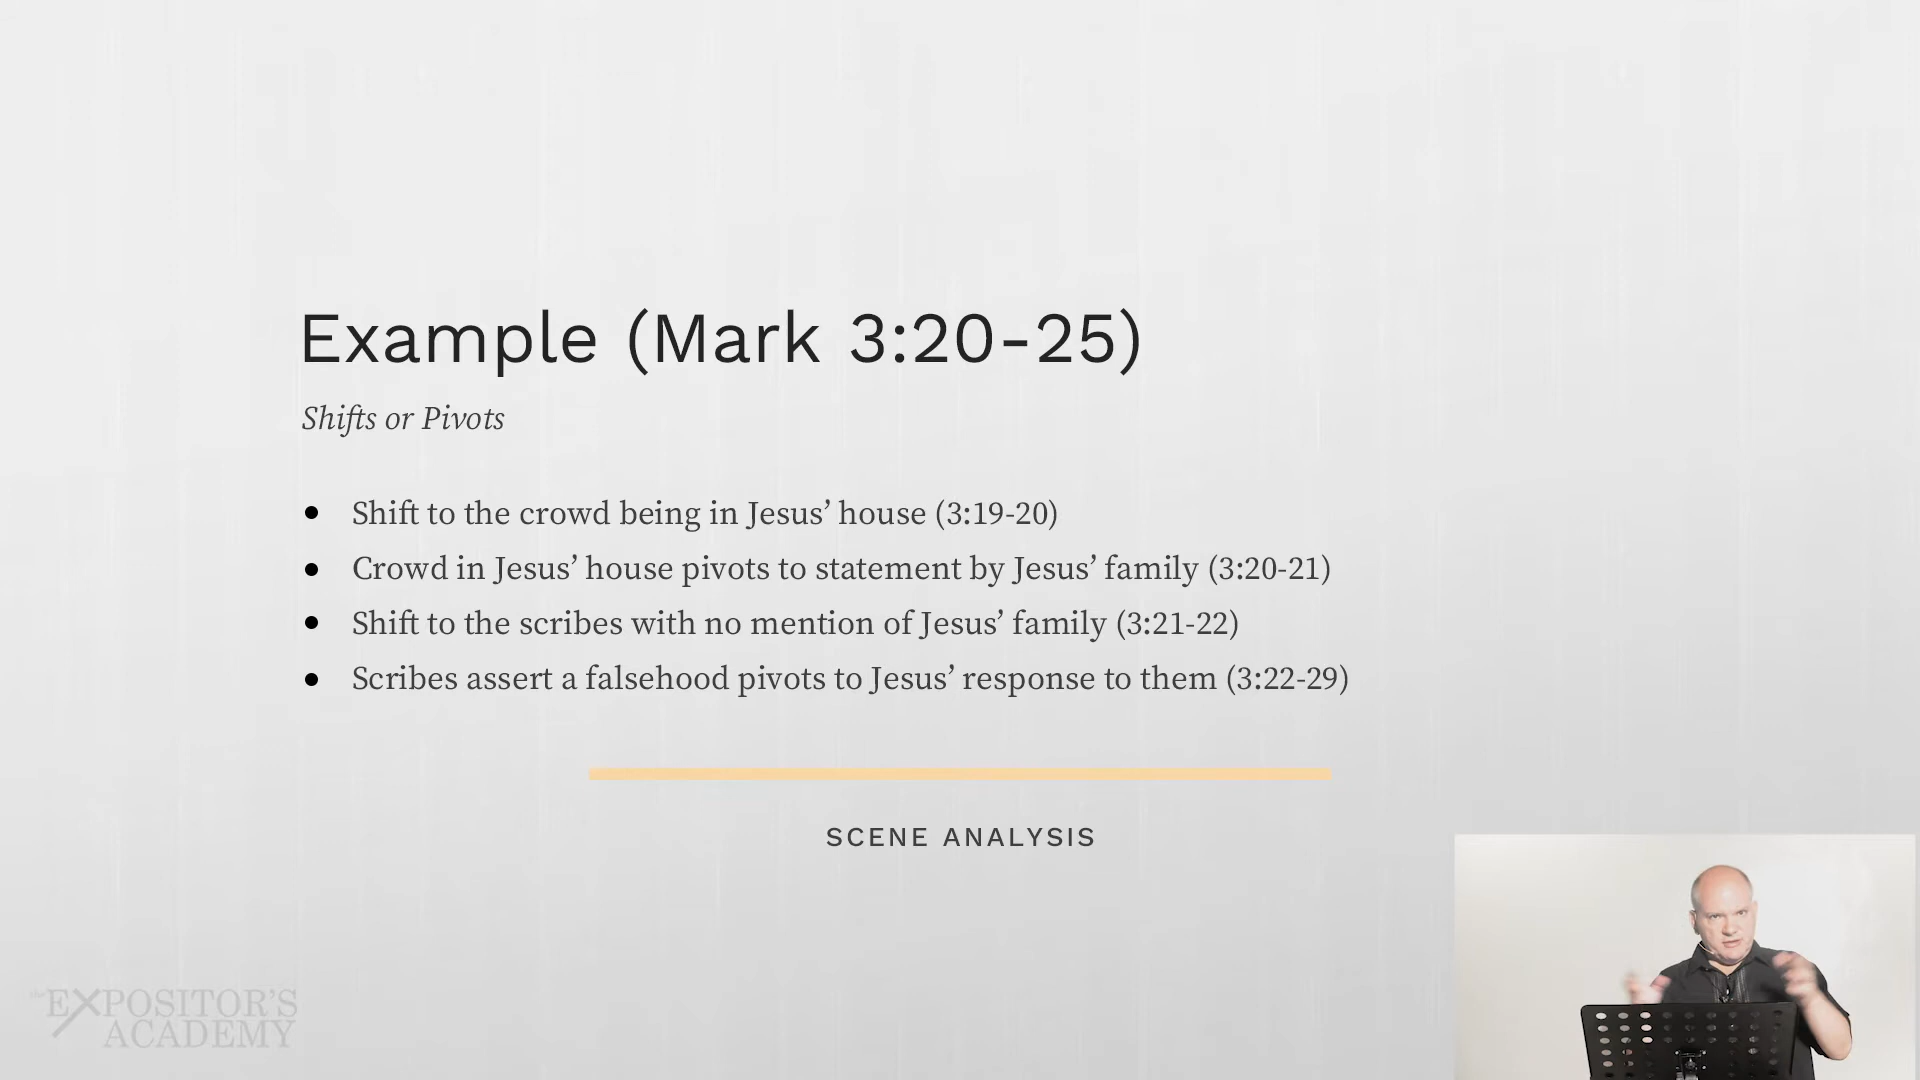 Example (Mark 3:20-25)
Shifts or Pivots
• Shift to the crowd being in Jesus’ house (3:19-20)
• Crowd in Jesus’ house pivots to statement by Jesus’ family (3:20-21)
• Shift to the scribes with no mention of Jesus’ family (3:21-22)
• Scribes assert a falsehood pivots to Jesus’ response to them (3:22-29)
SCENE ANALYSIS
the EXPOSITOR'S
ACADEMY